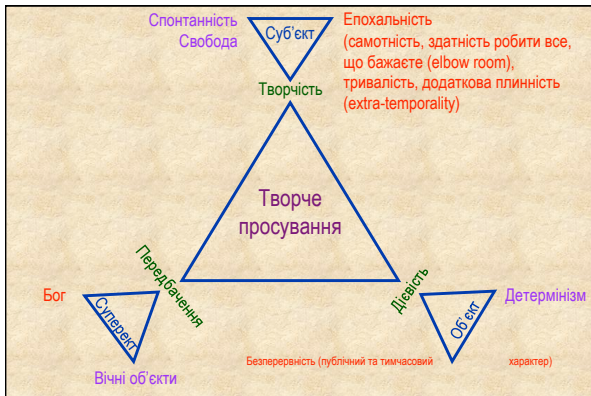 Спонтанність
Свобода
Суб’єкт
Епохальність
(самотність, здатність робити все,
що бажаєте (elbow room),
тривалість, додаткова плинність
(extra-temporality)
Творчість
Творче
просування
Передбачення
Дієвість
Бог
Суперект
Вічні об’єкти
Об’єкт
Детермінізм
Безперервність (публічний та тимчасовий характер)